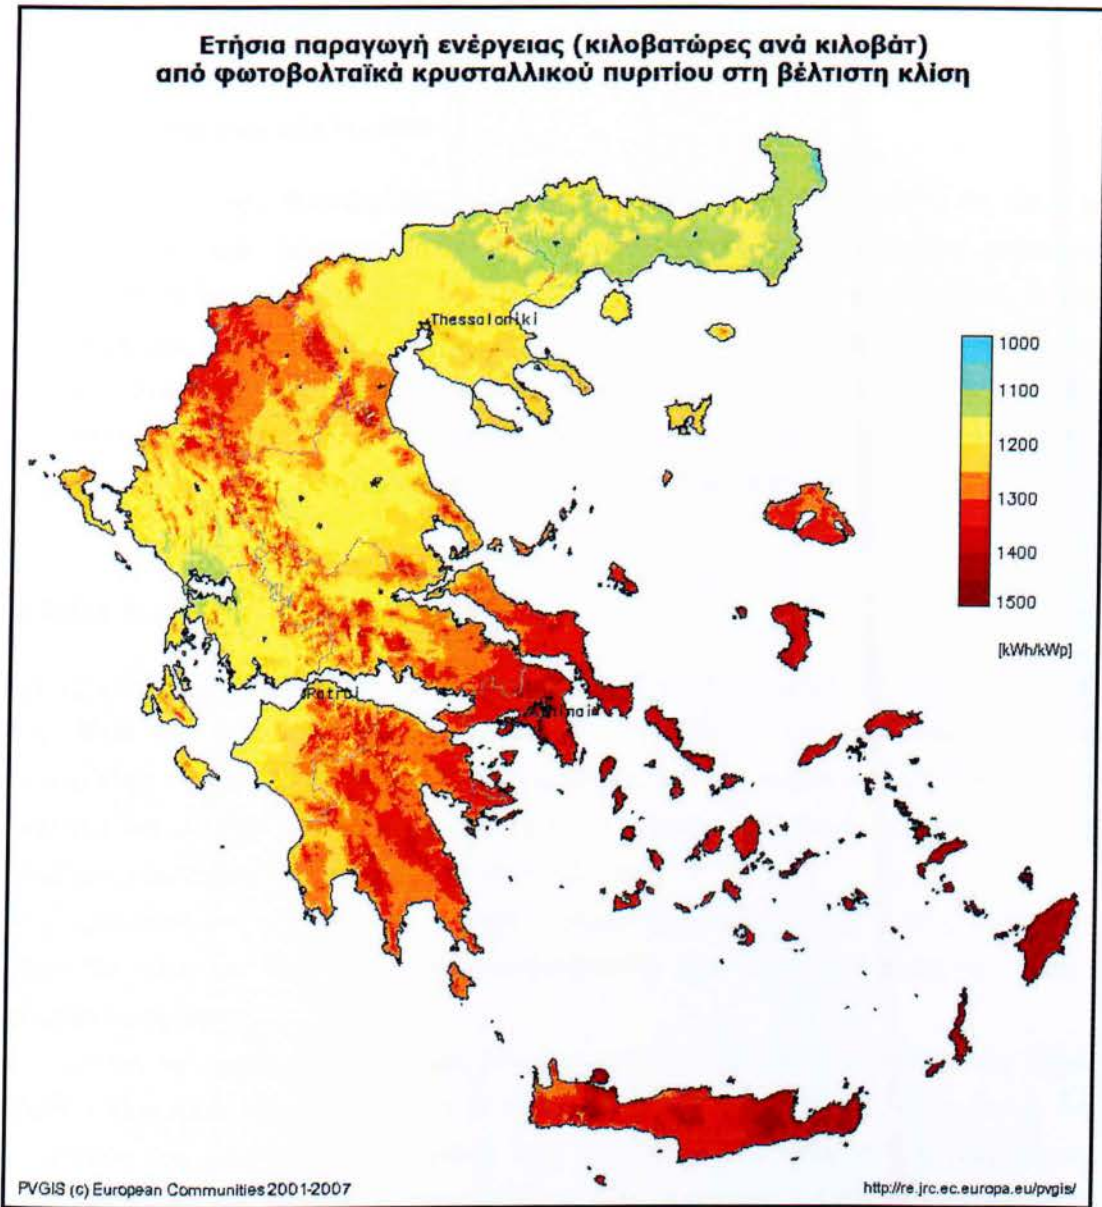 Ετήσια παραγωγή ενέργειας (κιλοβατώρες ανά κιλοβάτ)
από φωτοβολταϊκά κρυσταλλικού πυριτίου στη βέλτιστη κλίση
Thessaloniki
1000
1100
1200
1300
1400
1500
[kWh/kWp]
Patrai
PVGIS (c) European Communities 2001-2007
http://re.jrc.ec.europa.eu/pvgis/